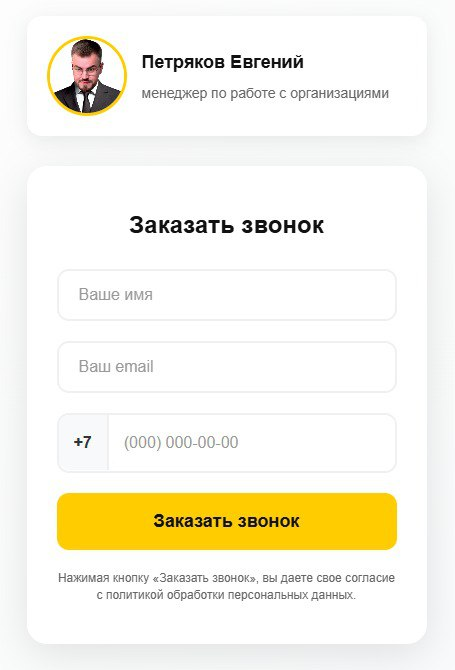 Петряков Евгений
менеджер по работе с организациями
Заказать звонок
Ваше имя
Ваш email
+7 (000) 000-00-00
Заказать звонок
Нажимая кнопку «Заказать звонок», вы даете свое согласие
с политикой обработки персональных данных.